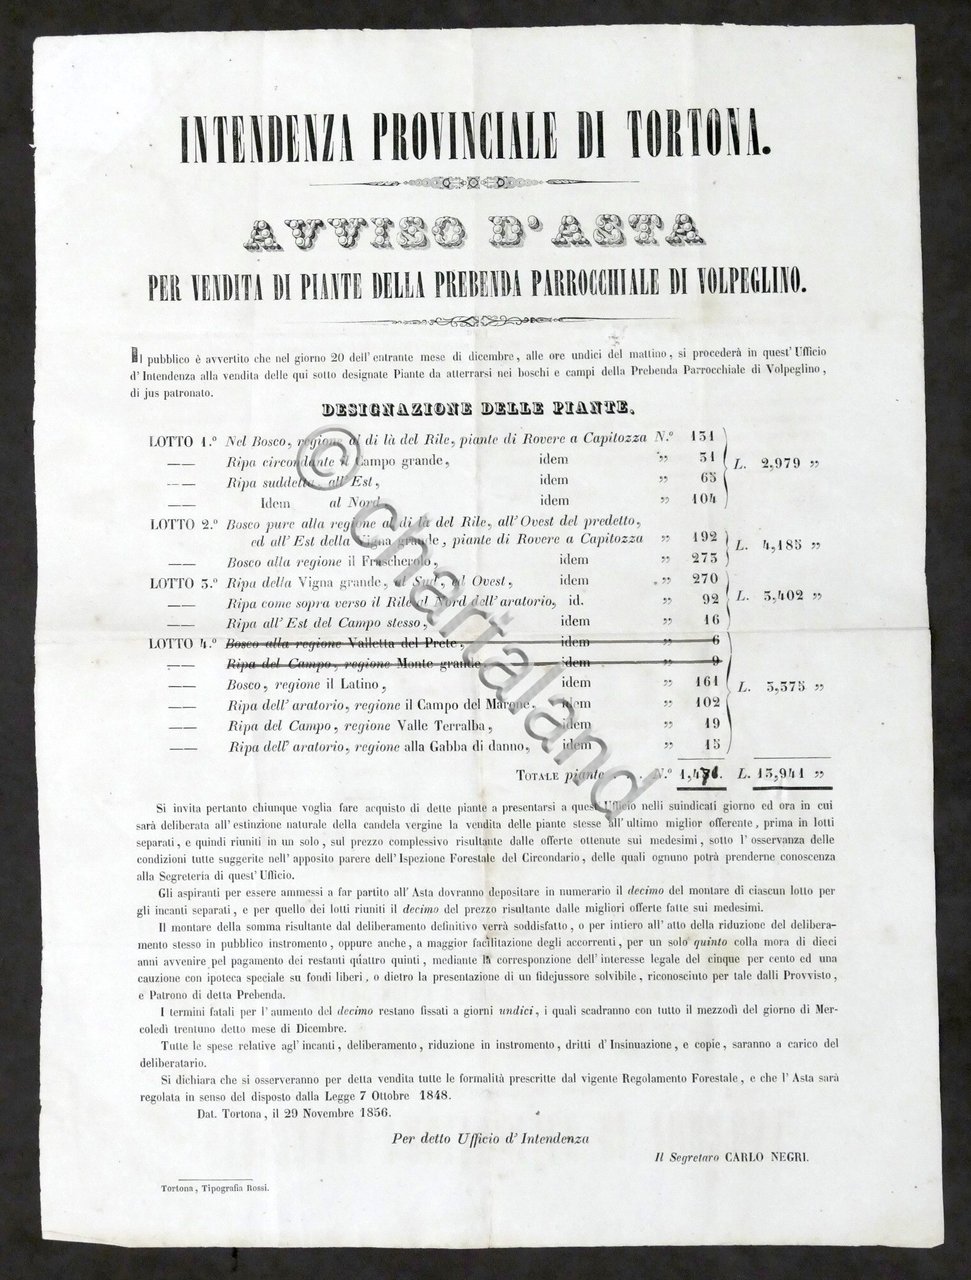 INTENDENZA PROVINCIALE DI TORTONA.
AVVISO D'ASTA
PER VENDITA DI PIANTE DELLA PREBENDA PARROCCHIALE DI VOLPEGLINO.
Il pubblico è avvertito che nel giorno 20 dell'entrante mese di dicembre, alle ore undici del mattino, si procederà in quest'Ufficio
d'Intendenza alla vendita delle qui sotto designate Piante da atterrarsi nei boschi e campi della Prebenda Parrocchiale di Volpeglino,
di jus patronato.
DESIGNAZIONE DELLE PIANTE.
LOTTO 1.º Nel Bosco, regione al di là del Rile, piante di Rovere a Capitozza N.º 131
—— Ripa circondante il Campo grande, idem „ 31
—— Ripa suddetta, all'Est, idem „ 65
—— Idem al Nord, idem „ 104
L. 2,979 „
LOTTO 2.º Bosco pure alla regione al di là del Rile, all'Ovest del predetto,
ed all'Est della Vigna grande, piante di Rovere a Capitozza „ 192
—— Bosco alla regione il Frascherolo, idem „ 273
L. 4,185 „
LOTTO 3.º Ripa della Vigna grande, al Sud, ed Ovest, idem „ 270
—— Ripa come sopra verso il Rile al Nord dell'aratorio, id. „ 92
—— Ripa all'Est del Campo stesso, idem „ 16
L. 3,402 „
LOTTO 4.º Bosco alla regione Valletta del Prete, idem „ 6
—— Ripa del Campo, regione Monte grande idem „ 9
—— Bosco, regione il Latino, idem „ 161
—— Ripa dell'aratorio, regione il Campo del Marone, idem „ 102
—— Ripa del Campo, regione Valle Terralba, idem „ 19
—— Ripa dell'aratorio, regione alla Gabba di danno, idem „ 15
L. 3,375 „
TOTALE piante . . N.º 1,471. L. 13,941 „
Si invita pertanto chiunque voglia fare acquisto di dette piante a presentarsi a quest'Ufficio nelli suindicati giorno ed ora in cui
sarà deliberata all'estinzione naturale della candela vergine la vendita delle piante stesse all'ultimo miglior offerente, prima in lotti
separati, e quindi riuniti in un solo, sul prezzo complessivo risultante dalle offerte ottenute sui medesimi, sotto l'osservanza delle
condizioni tutte suggerite nell'apposito parere dell'Ispezione Forestale del Circondario, delle quali ognuno potrà prenderne conoscenza
alla Segreteria di quest'Ufficio.
Gli aspiranti per essere ammessi a far partito all'Asta dovranno depositare in numerario il decimo del montare di ciascun lotto per
gli incanti separati, e per quello dei lotti riuniti il decimo del prezzo risultante dalle migliori offerte fatte sui medesimi.
Il montare della somma risultante dal deliberamento definitivo verrà soddisfatto, o per intiero all'atto della riduzione del delibera-
mento stesso in pubblico instromento, oppure anche, a maggior facilitazione degli accorrenti, per un solo quinto colla mora di dieci
anni avvenire pel pagamento dei restanti quattro quinti, mediante la corresponzione dell'interesse legale del cinque per cento ed una
cauzione con ipoteca speciale su fondi liberi, o dietro la presentazione di un fidejussore solvibile, riconosciuto per tale dalli Provvisto,
e Patrono di detta Prebenda.
I termini fatali per l'aumento del decimo restano fissati a giorni undici, i quali scadranno con tutto il mezzodì del giorno di Mer-
coledì trentuno detto mese di Dicembre.
Tutte le spese relative agl'incanti, deliberamento, riduzione in instromento, dritti d'Insinuazione, e copie, saranno a carico del
deliberatario.
Si dichiara che si osserveranno per detta vendita tutte le formalità prescritte dal vigente Regolamento Forestale, e che l'Asta sarà
regolata in senso del disposto dalla Legge 7 Ottobre 1848.
Dat. Tortona, il 29 Novembre 1856.
Per detto Ufficio d'Intendenza
Il Segretaro CARLO NEGRI.
Tortona, Tipografia Rossi.
© chartaland